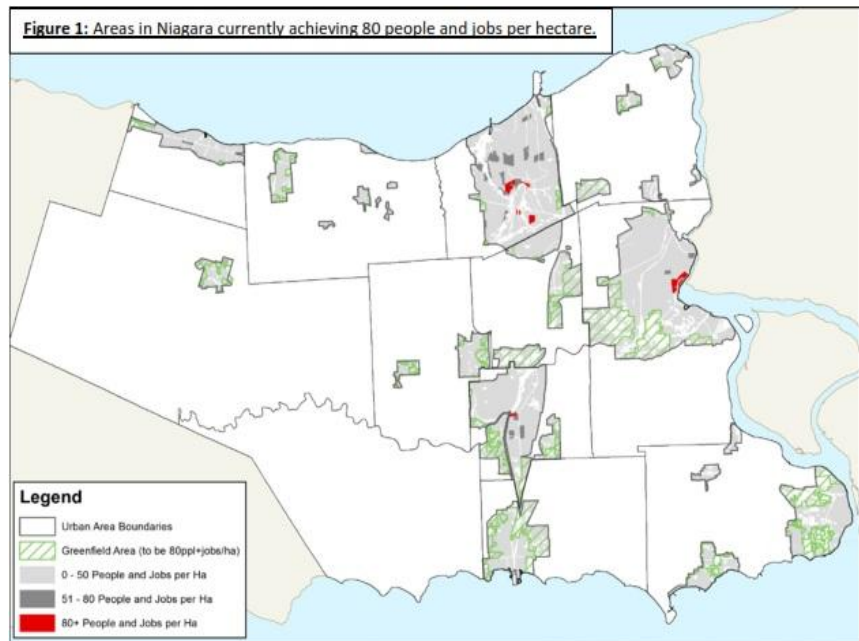 Figure 1: Areas in Niagara currently achieving 80 people and jobs per hectare.
Legend
Urban Area Boundaries
Greenfield Area (to be 80ppl+jobs/ha)
0 - 50 People and Jobs per Ha
51 - 80 People and Jobs per Ha
80+ People and Jobs per Ha